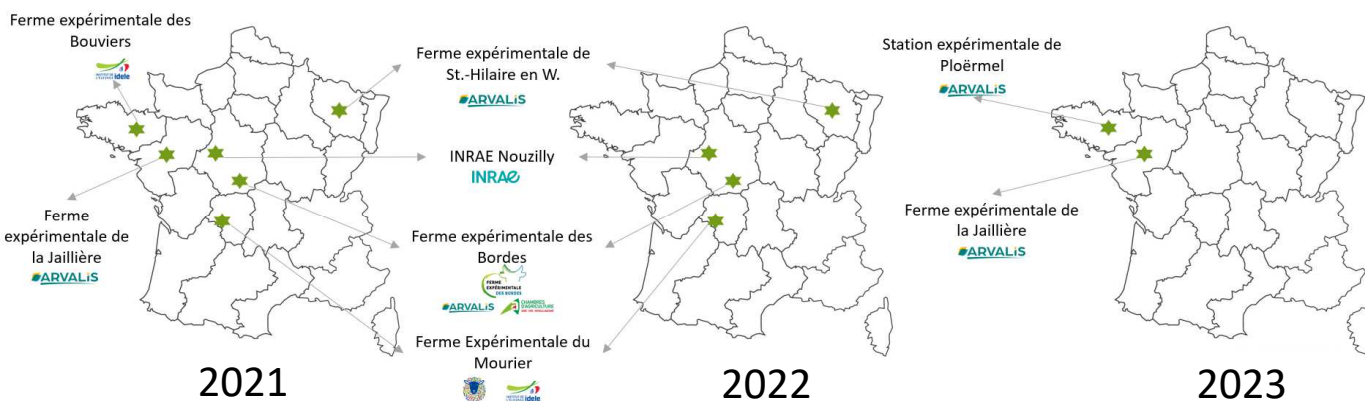 Ferme expérimentale des
Bouviers
idele
Ferme
expérimentale de
la Jaillière
ARVALIS
2021
Ferme expérimentale de
St.-Hilaire en W.
ARVALIS
INRAE Nouzilly
INRAE
Ferme expérimentale des
Bordes
FERME
EXPÉRIMENTALE
DES BORDES
ARVALIS
CHAMBRES
D'AGRICULTURE
Ferme Expérimentale du
Mourier
idele
2022
Station expérimentale de
Ploërmel
ARVALIS
Ferme expérimentale de
la Jaillière
ARVALIS
2023